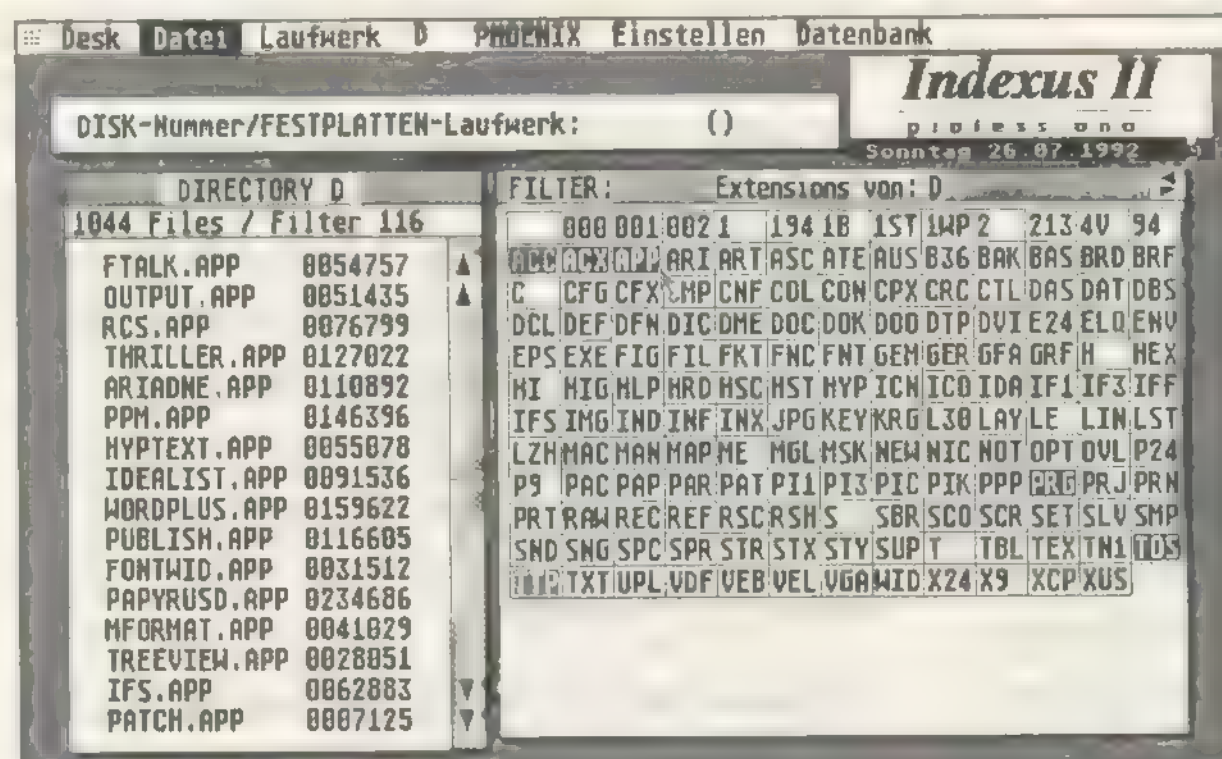 Desk Datei Laufwerk D PHOENIX Einstellen Datenbank
Indexus II
DISK-Nummer/FESTPLATTEN-Laufwerk: ()
Sonntag 26.07.1992
DIRECTORY D
1044 Files / Filter 116
FTALK.APP 0054757
OUTPUT.APP 0051435
RCS.APP 0076799
THRILLER.APP 0127022
ARIADNE.APP 0110892
PPM.APP 0146396
HYPTEXT.APP 0055078
IDEALIST.APP 0091536
WORDPLUS.APP 0159622
PUBLISH.APP 0116605
FONTWID.APP 0031512
PAPYRUSD.APP 0234686
MFORMAT.APP 0041029
TREEVIEW.APP 0028051
IFS.APP 0062883
PATCH.APP 0007125
FILTER: Extensions von: D
000 001 002 1 194 1B 1ST 1WP 2 213 4V 94
ACC ACX APP ARI ART ASC ATE AUS B36 BAK BAS BRD BRF
C CFG CFX CMP CNF COL CON CPX CRC CTL DAS DAT DBS
DCL DEF DFN DIC DME DOC DOK DOO DTP DVI E24 ELQ ENV
EPS EXE FIG FIL FKT FNC FNT GEM GER GFA GRF H HEX
HI HIG HLP HRD HSC HST HYP ICN ICO IDA IF1 IF3 IFF
IFS IMG IND INF INX JPG KEY KRG L30 LAY LE LIN LST
LZH MAC MAN MAP ME MGL MSK NEW NIC NOT OPT OVL P24
P9 PAC PAP PAR PAT PI1 PI3 PIC PIK PPP PRG PRJ PRN
PRT RAW REC REF RSC RSH S SBR SCO SCR SET SLV SMP
SND SNG SPC SPR STR STX STY SUP T TBL TEX TN1 TOS
TTP TXT UPL VDF VEB VEL VGA WID X24 X9 XCP XUS